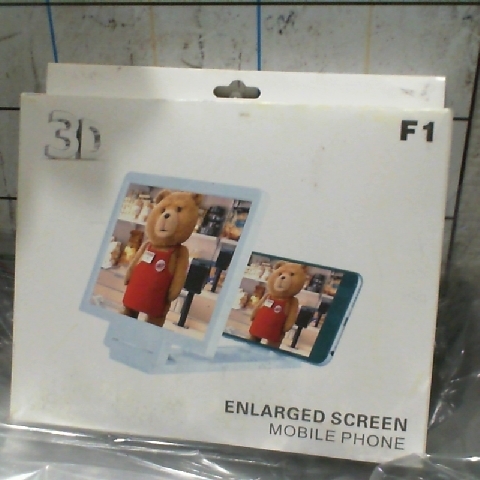 3D
F1
ENLARGED SCREEN
MOBILE PHONE